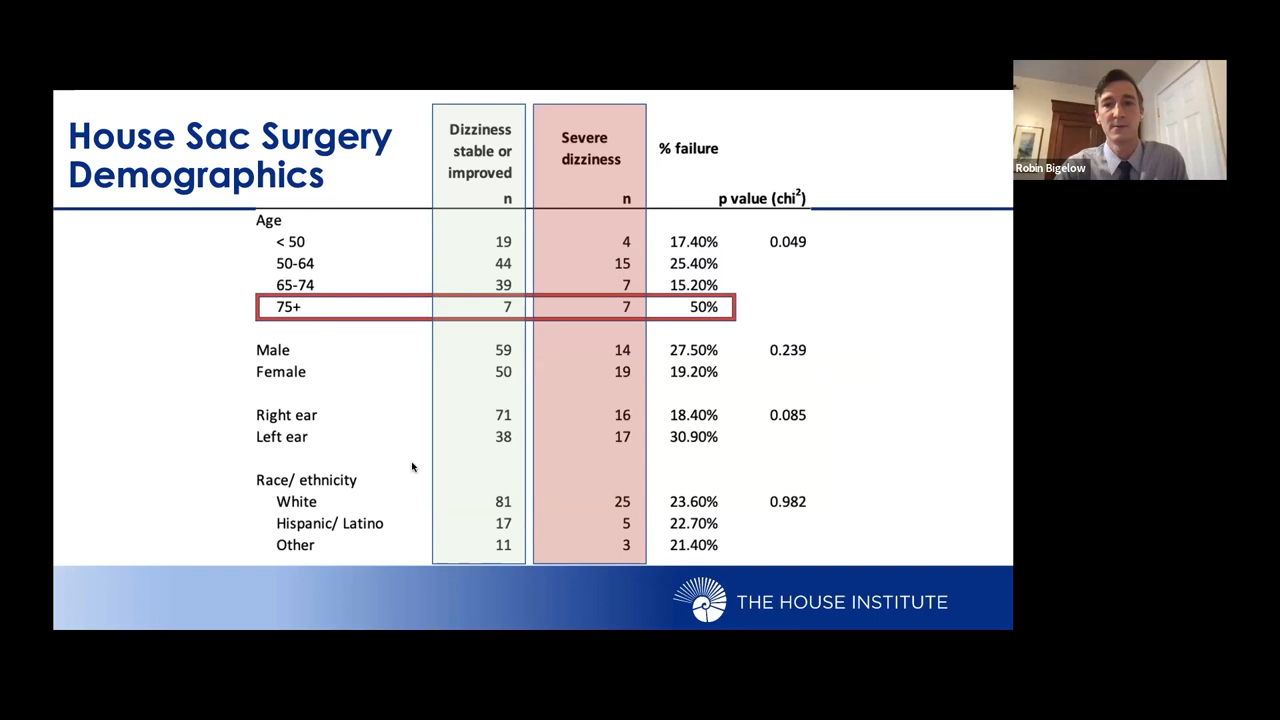 House Sac Surgery
Demographics
Dizziness
stable or
improved
n
Severe
dizziness
n
% failure
p value (chi²)
Age
< 50 19 4 17.40% 0.049
50-64 44 15 25.40%
65-74 39 7 15.20%
75+ 7 7 50%
Male 59 14 27.50% 0.239
Female 50 19 19.20%
Right ear 71 16 18.40% 0.085
Left ear 38 17 30.90%
Race/ ethnicity
White 81 25 23.60% 0.982
Hispanic/ Latino 17 5 22.70%
Other 11 3 21.40%
THE HOUSE INSTITUTE
Robin Bigelow